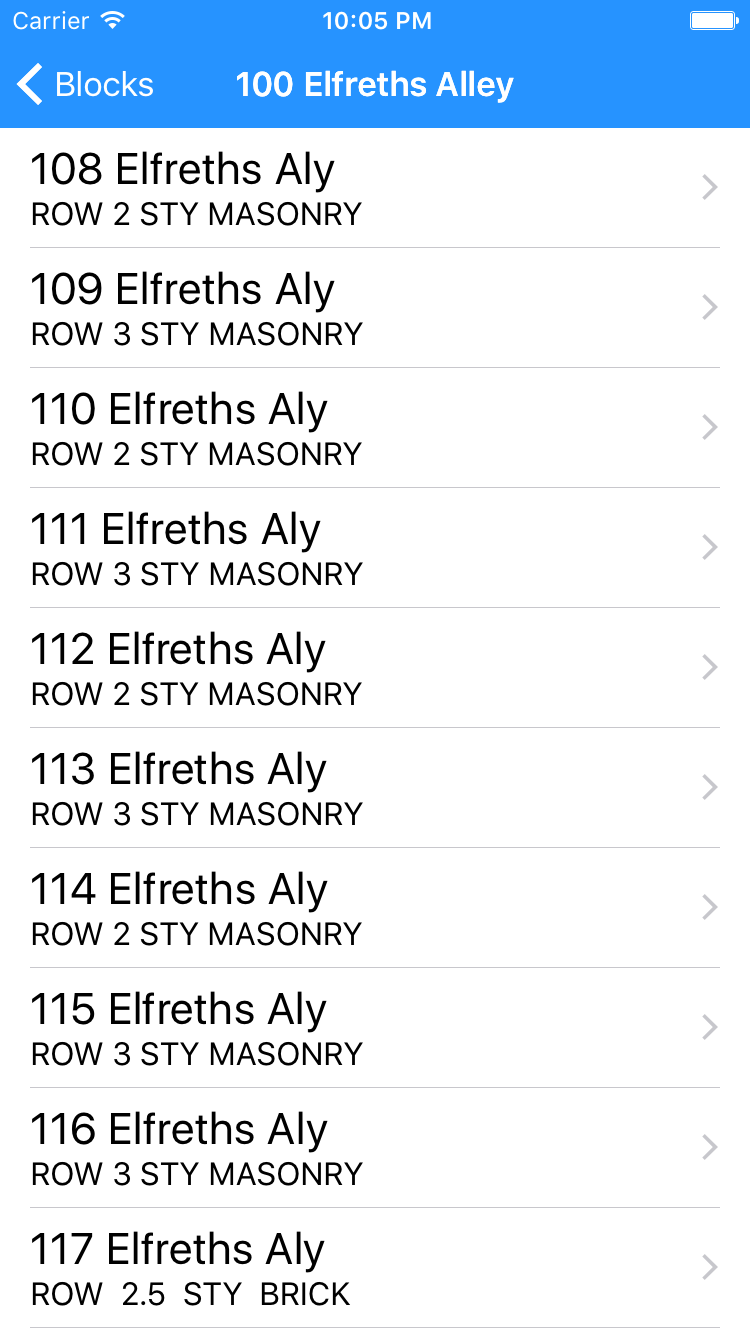 Carrier 10:05 PM
Blocks 100 Elfreths Alley
108 Elfreths Aly
ROW 2 STY MASONRY
109 Elfreths Aly
ROW 3 STY MASONRY
110 Elfreths Aly
ROW 2 STY MASONRY
111 Elfreths Aly
ROW 3 STY MASONRY
112 Elfreths Aly
ROW 2 STY MASONRY
113 Elfreths Aly
ROW 3 STY MASONRY
114 Elfreths Aly
ROW 2 STY MASONRY
115 Elfreths Aly
ROW 3 STY MASONRY
116 Elfreths Aly
ROW 3 STY MASONRY
117 Elfreths Aly
ROW  2.5  STY  BRICK